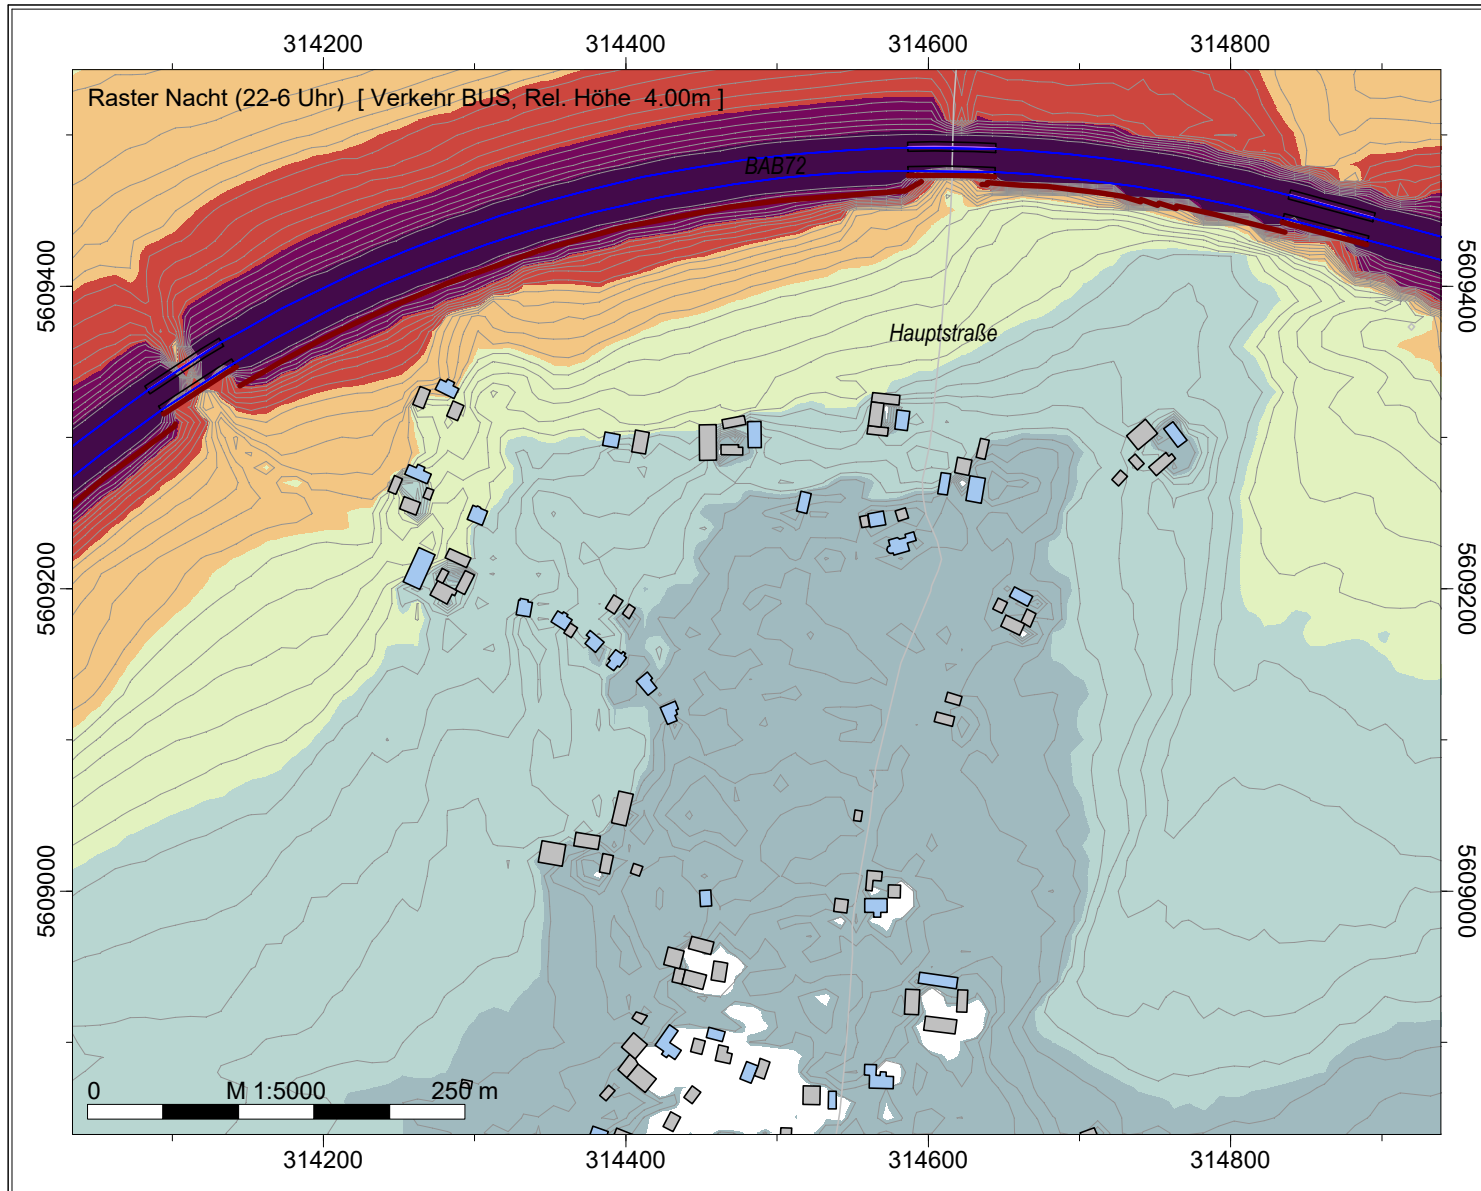 314200 314400 314600 314800
Raster Nacht (22-6 Uhr) [ Verkehr BUS, Rel. Höhe 4.00m ]
BAB72
5609400 5609400
Hauptstraße
5609200 5609200
5609000 5609000
0 M 1:5000 250 m
314200 314400 314600 314800